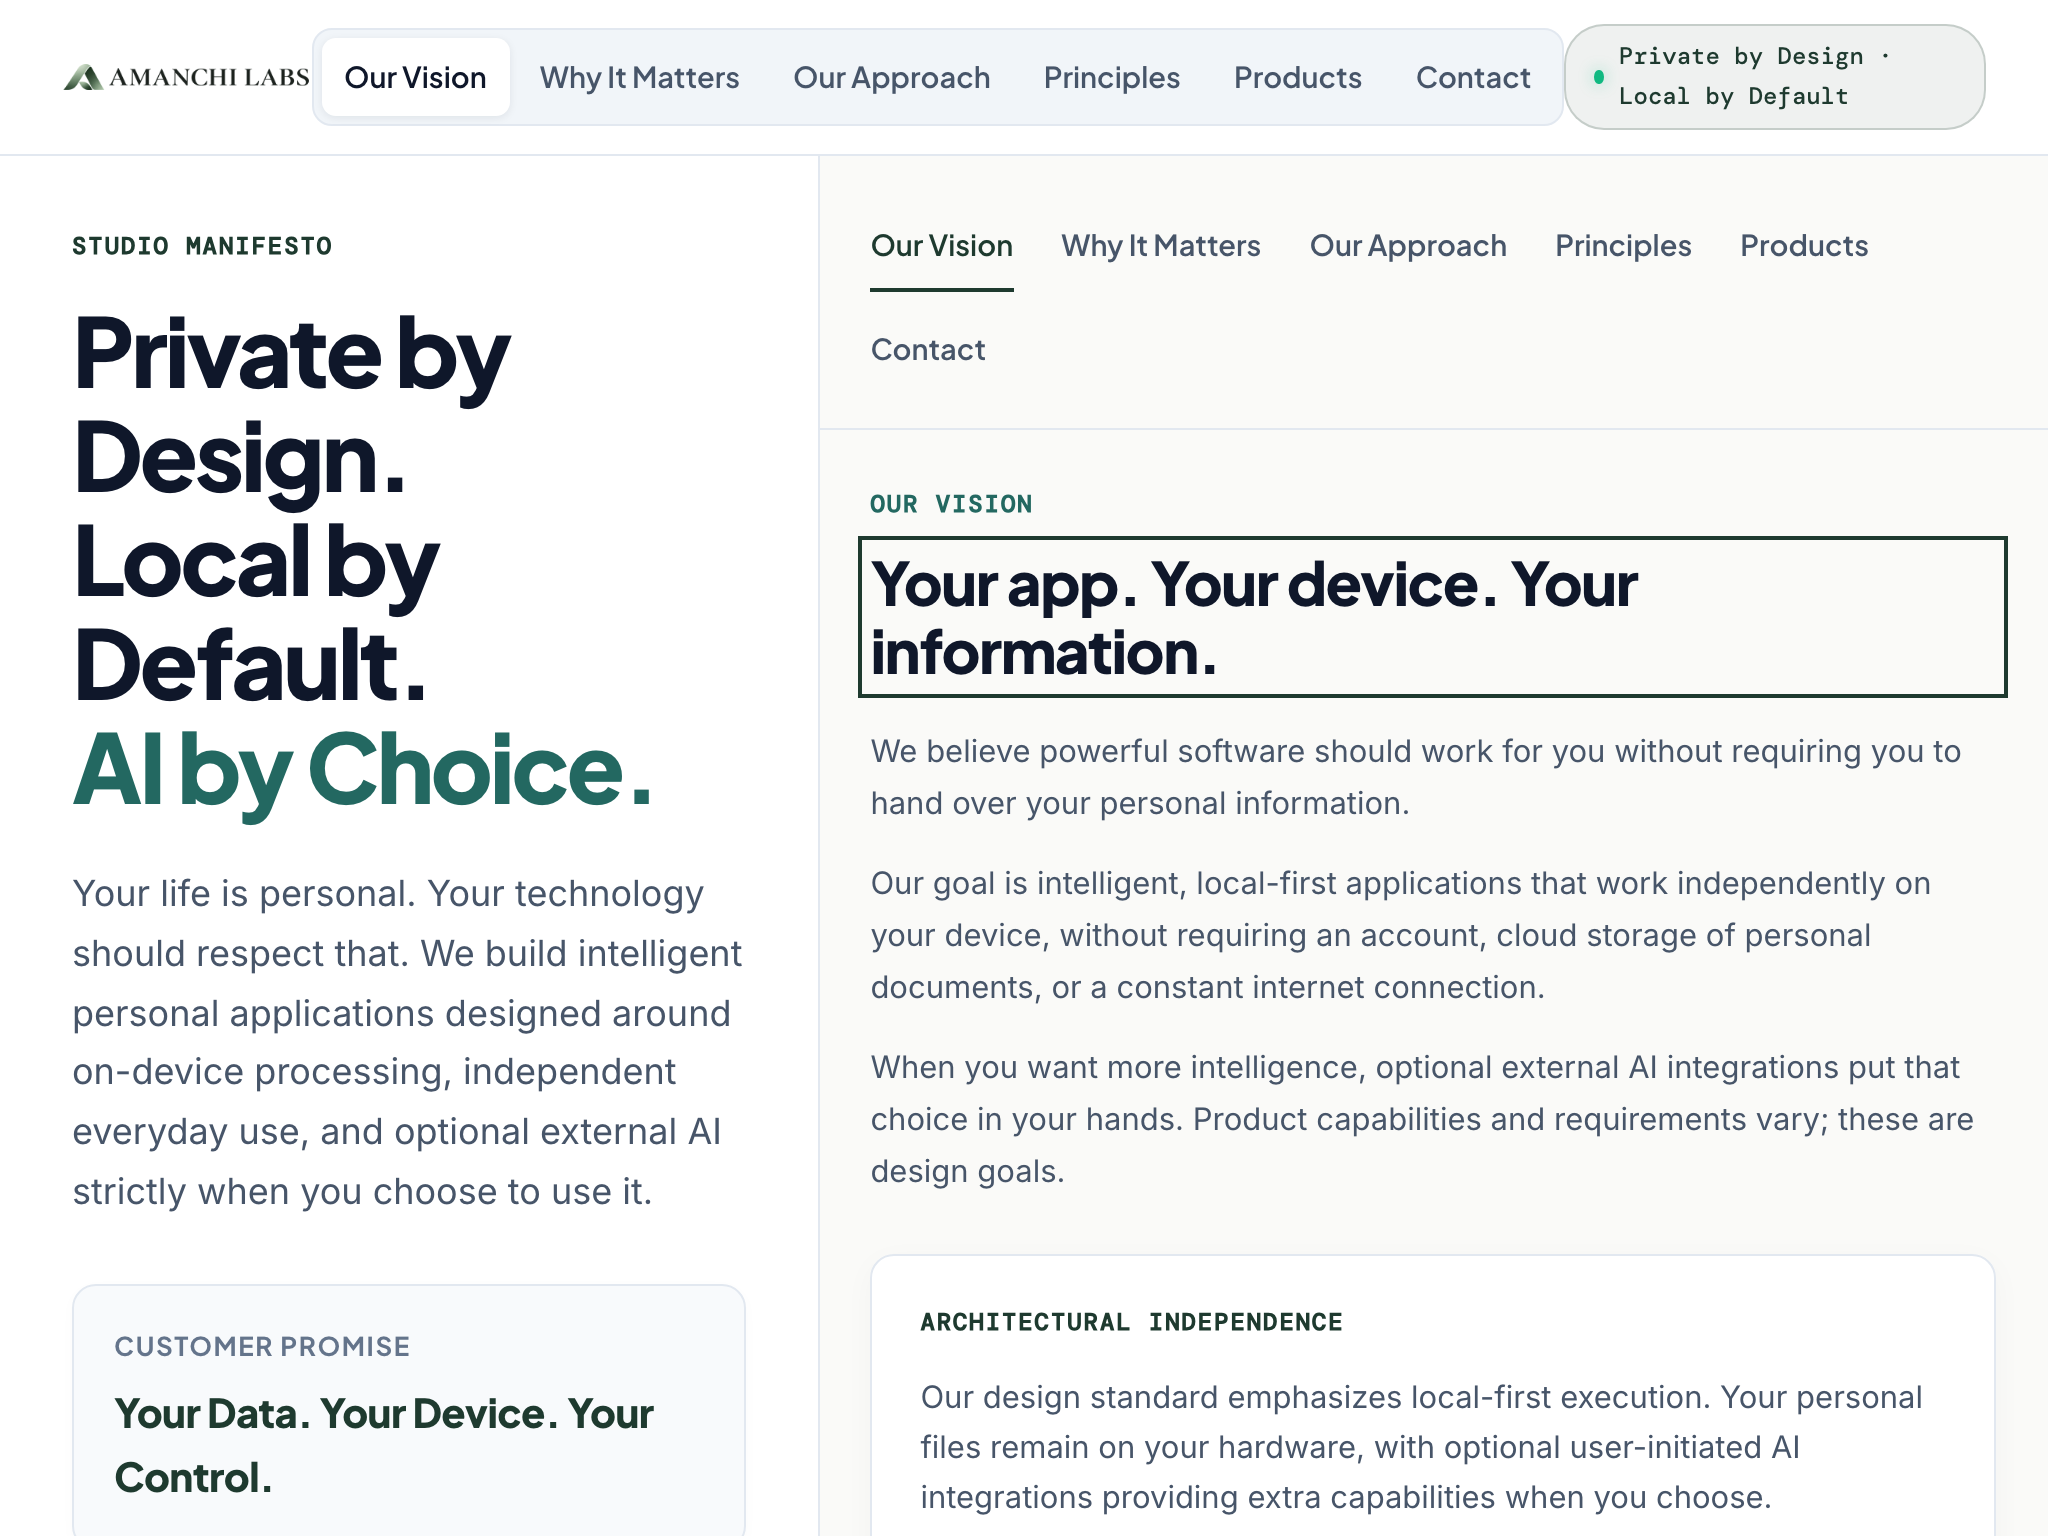 AMANCHI LABS
Our Vision
Why It Matters
Our Approach
Principles
Products
Contact
Private by Design ·
Local by Default
STUDIO MANIFESTO
Private by
Design.
Local by
Default.
AI by Choice.
Your life is personal. Your technology
should respect that. We build intelligent
personal applications designed around
on-device processing, independent
everyday use, and optional external AI
strictly when you choose to use it.
CUSTOMER PROMISE
Your Data. Your Device. Your
Control.
Our Vision
Why It Matters
Our Approach
Principles
Products
Contact
OUR VISION
Your app. Your device. Your
information.
We believe powerful software should work for you without requiring you to
hand over your personal information.
Our goal is intelligent, local-first applications that work independently on
your device, without requiring an account, cloud storage of personal
documents, or a constant internet connection.
When you want more intelligence, optional external AI integrations put that
choice in your hands. Product capabilities and requirements vary; these are
design goals.
ARCHITECTURAL INDEPENDENCE
Our design standard emphasizes local-first execution. Your personal
files remain on your hardware, with optional user-initiated AI
integrations providing extra capabilities when you choose.